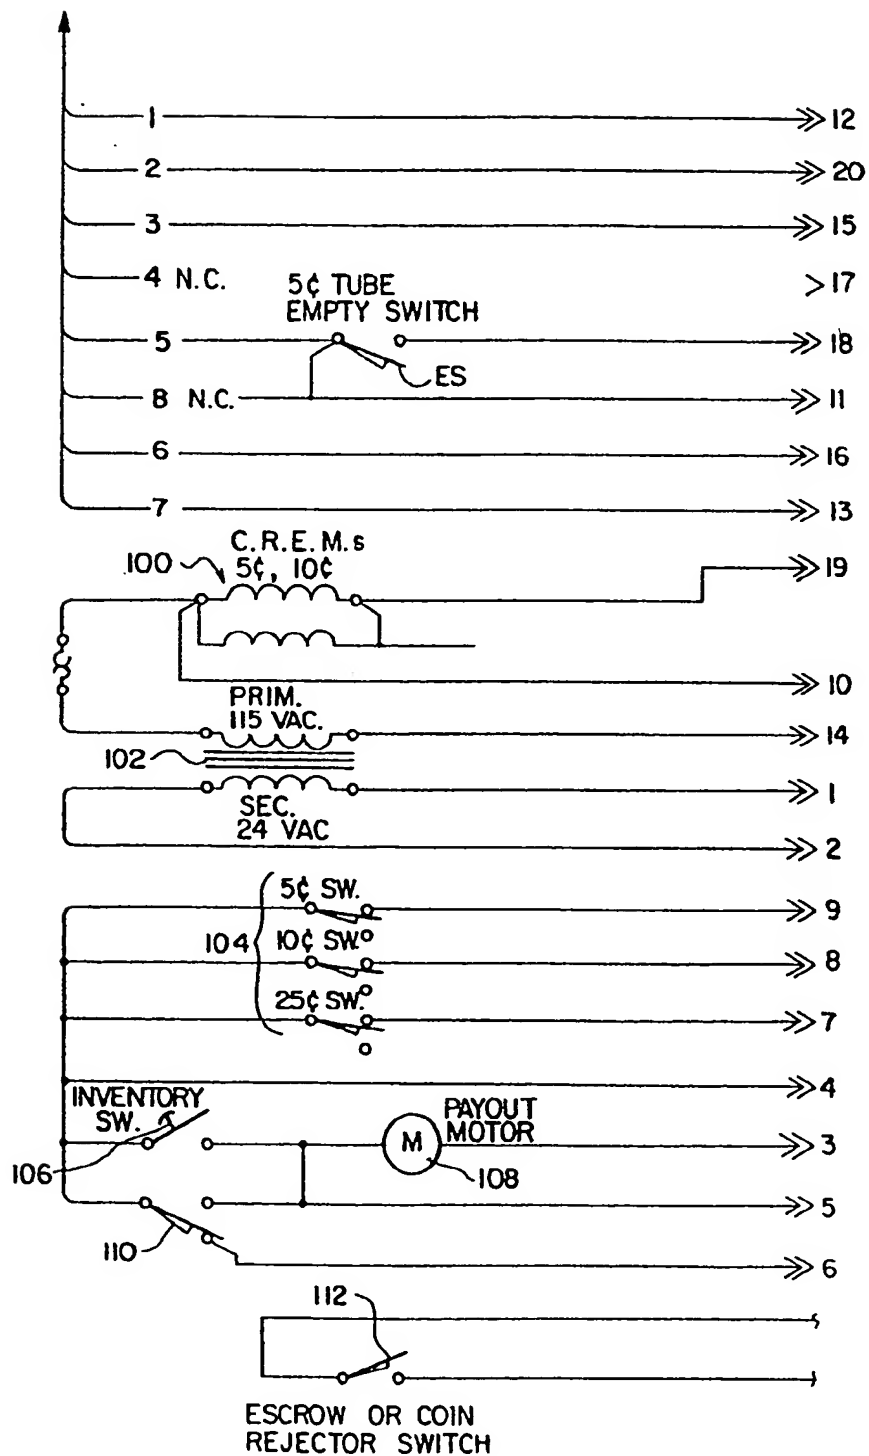 1 12
2 20
3 15
4 N.C. 17
5¢ TUBE
EMPTY SWITCH
5 18
ES
8 N.C. 11
6 16
7 13
C.R.E.M.s
100 5¢, 10¢ 19
10
PRIM.
115 VAC. 14
102
1
SEC.
24 VAC 2
5¢ SW. 9
104 10¢ SW. 8
25¢ SW. 7
4
INVENTORY
SW.
PAYOUT
MOTOR
M 3
106 108
5
110
6
112
ESCROW OR COIN
REJECTOR SWITCH